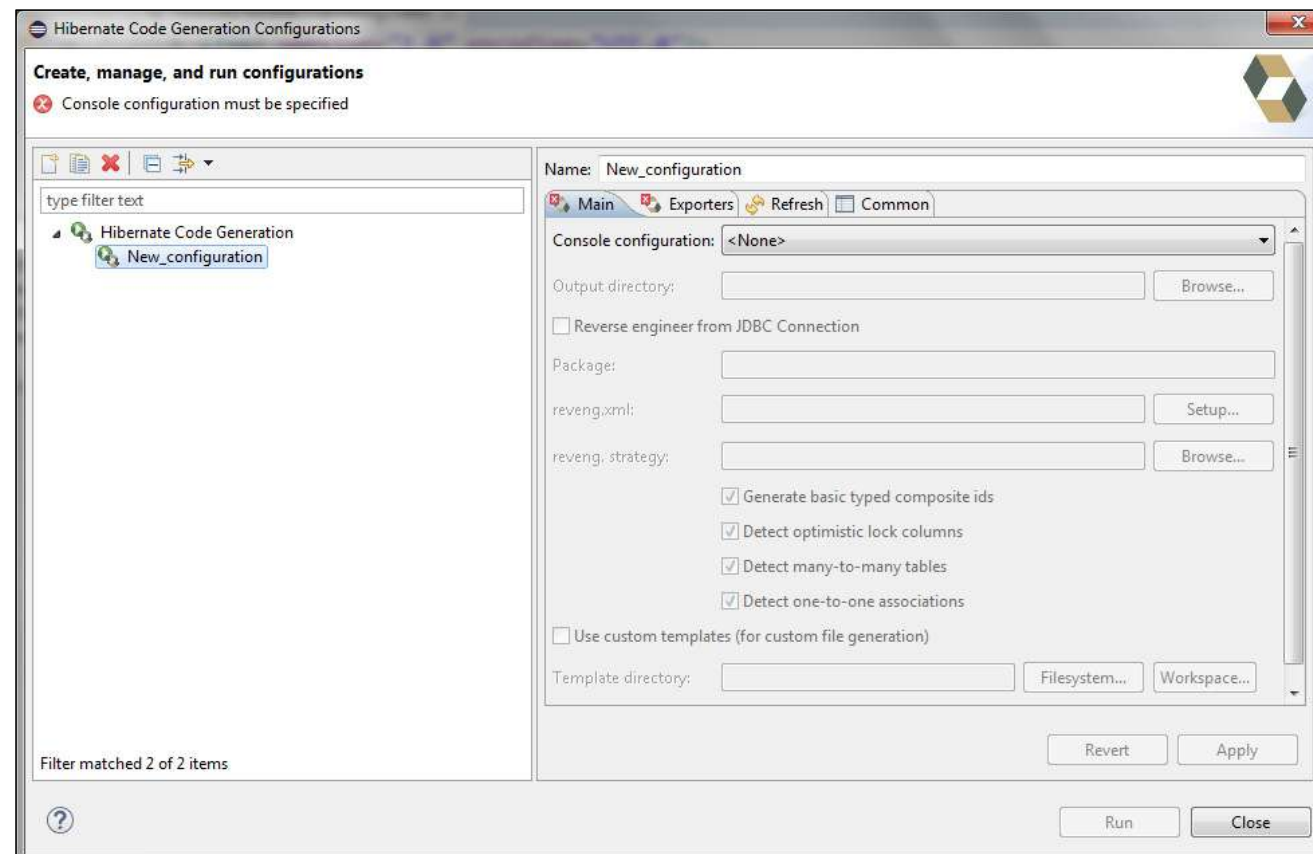 Hibernate Code Generation Configurations
Create, manage, and run configurations
Console configuration must be specified
type filter text
Hibernate Code Generation
New_configuration
Filter matched 2 of 2 items
Name: New_configuration
Main Exporters Refresh Common
Console configuration: <None>
Output directory: Browse...
Reverse engineer from JDBC Connection
Package:
reveng.xml: Setup...
reveng. strategy: Browse...
Generate basic typed composite ids
Detect optimistic lock columns
Detect many-to-many tables
Detect one-to-one associations
Use custom templates (for custom file generation)
Template directory: Filesystem... Workspace...
Revert Apply
Run Close